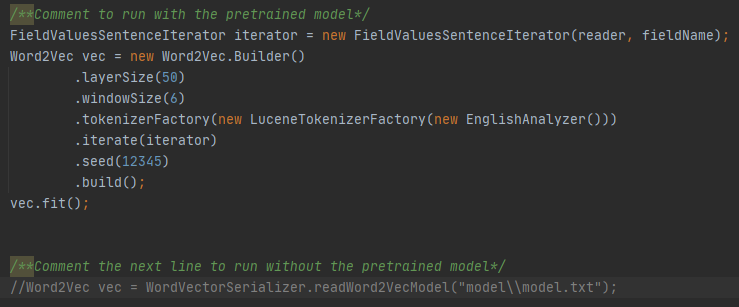 /**Comment to run with the pretrained model*/
FieldValuesSentenceIterator iterator = new FieldValuesSentenceIterator(reader, fieldName);
Word2Vec vec = new Word2Vec.Builder()
        .layerSize(50)
        .windowSize(6)
        .tokenizerFactory(new LuceneTokenizerFactory(new EnglishAnalyzer()))
        .iterate(iterator)
        .seed(12345)
        .build();
vec.fit();
/**Comment the next line to run without the pretrained model*/
//Word2Vec vec = WordVectorSerializer.readWord2VecModel("model\\model.txt");